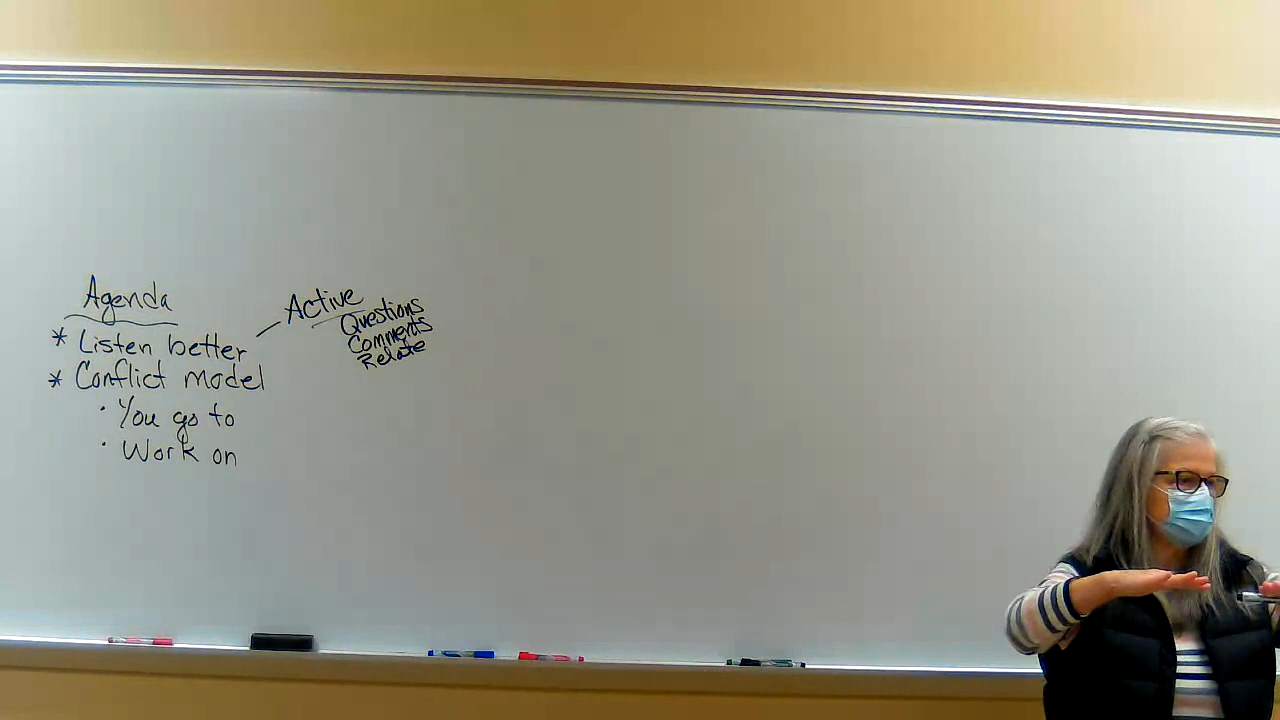 Agenda
* Listen better
* Conflict model
· You go to
· Work on
Active
Questions
Comments
Relate